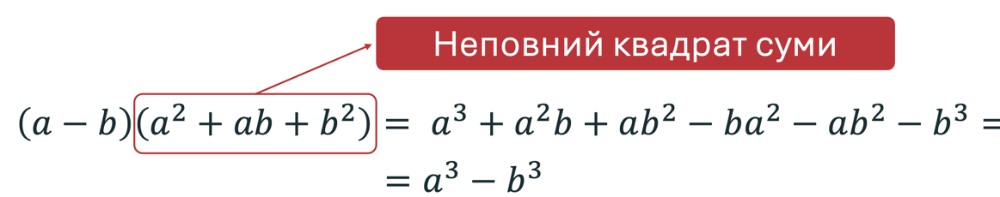 Неповний квадрат суми
(a − b)(a² + ab + b²) = a³ + a²b + ab² − ba² − ab² − b³ =
= a³ − b³